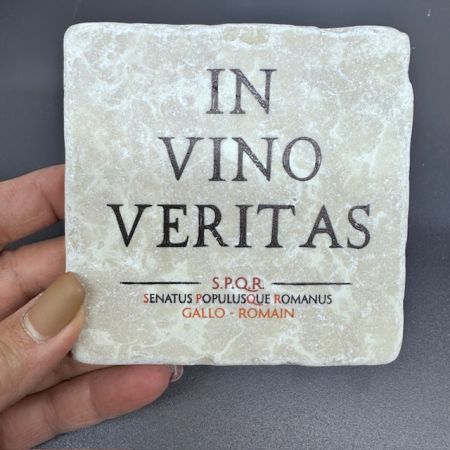 IN
VINO
VERITAS
S.P.Q.R.
SENATUS POPULUSQUE ROMANUS
GALLO - ROMAIN